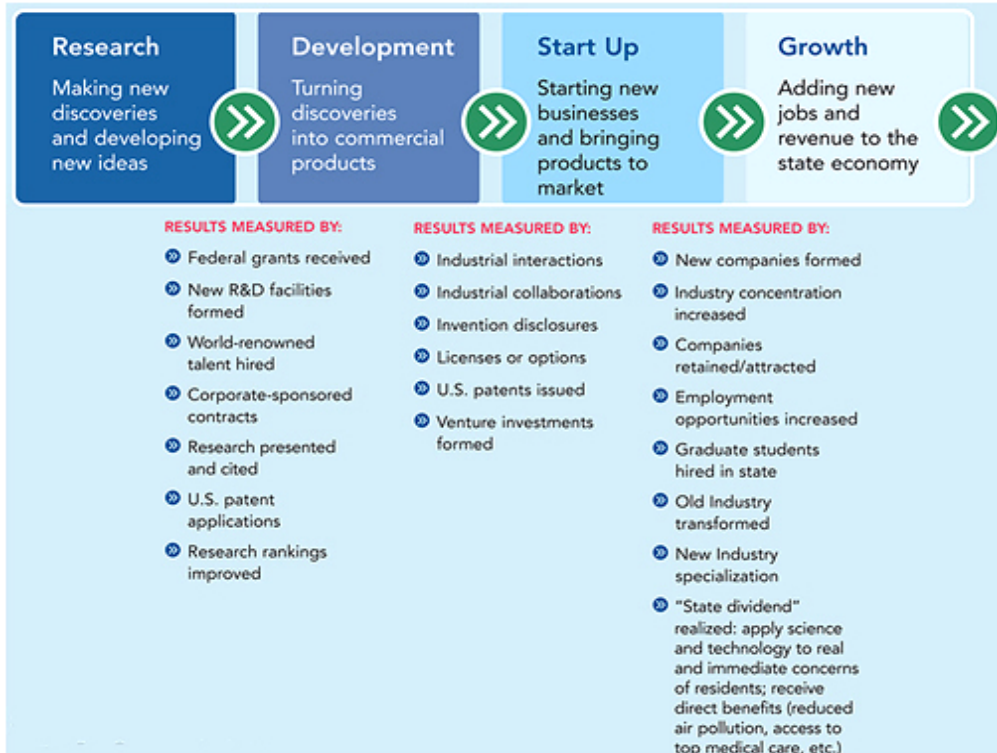 Research
Making new
discoveries
and developing
new ideas
Development
Turning
discoveries
into commercial
products
Start Up
Starting new
businesses
and bringing
products to
market
Growth
Adding new
jobs and
revenue to the
state economy
RESULTS MEASURED BY:
Federal grants received
New R&D facilities
formed
World-renowned
talent hired
Corporate-sponsored
contracts
Research presented
and cited
U.S. patent
applications
Research rankings
improved
RESULTS MEASURED BY:
Industrial interactions
Industrial collaborations
Invention disclosures
Licenses or options
U.S. patents issued
Venture investments
formed
RESULTS MEASURED BY:
New companies formed
Industry concentration
increased
Companies
retained/attracted
Employment
opportunities increased
Graduate students
hired in state
Old Industry
transformed
New Industry
specialization
"State dividend"
realized: apply science
and technology to real
and immediate concerns
of residents; receive
direct benefits (reduced
air pollution, access to
top medical care, etc.)